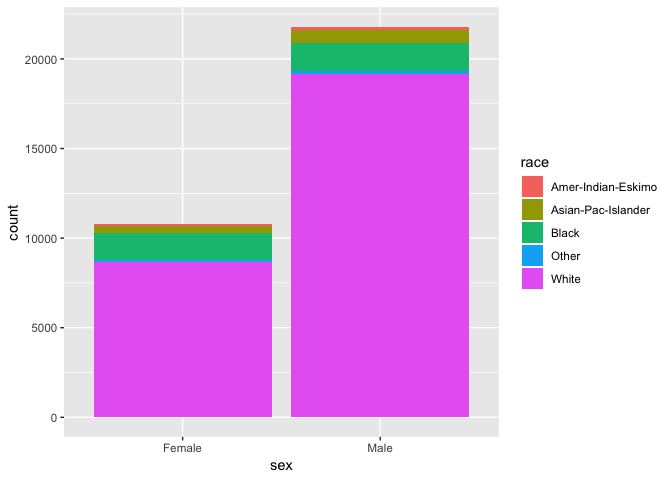 20000
15000
10000
5000
0
count
Female Male
sex
race
Amer-Indian-Eskimo
Asian-Pac-Islander
Black
Other
White